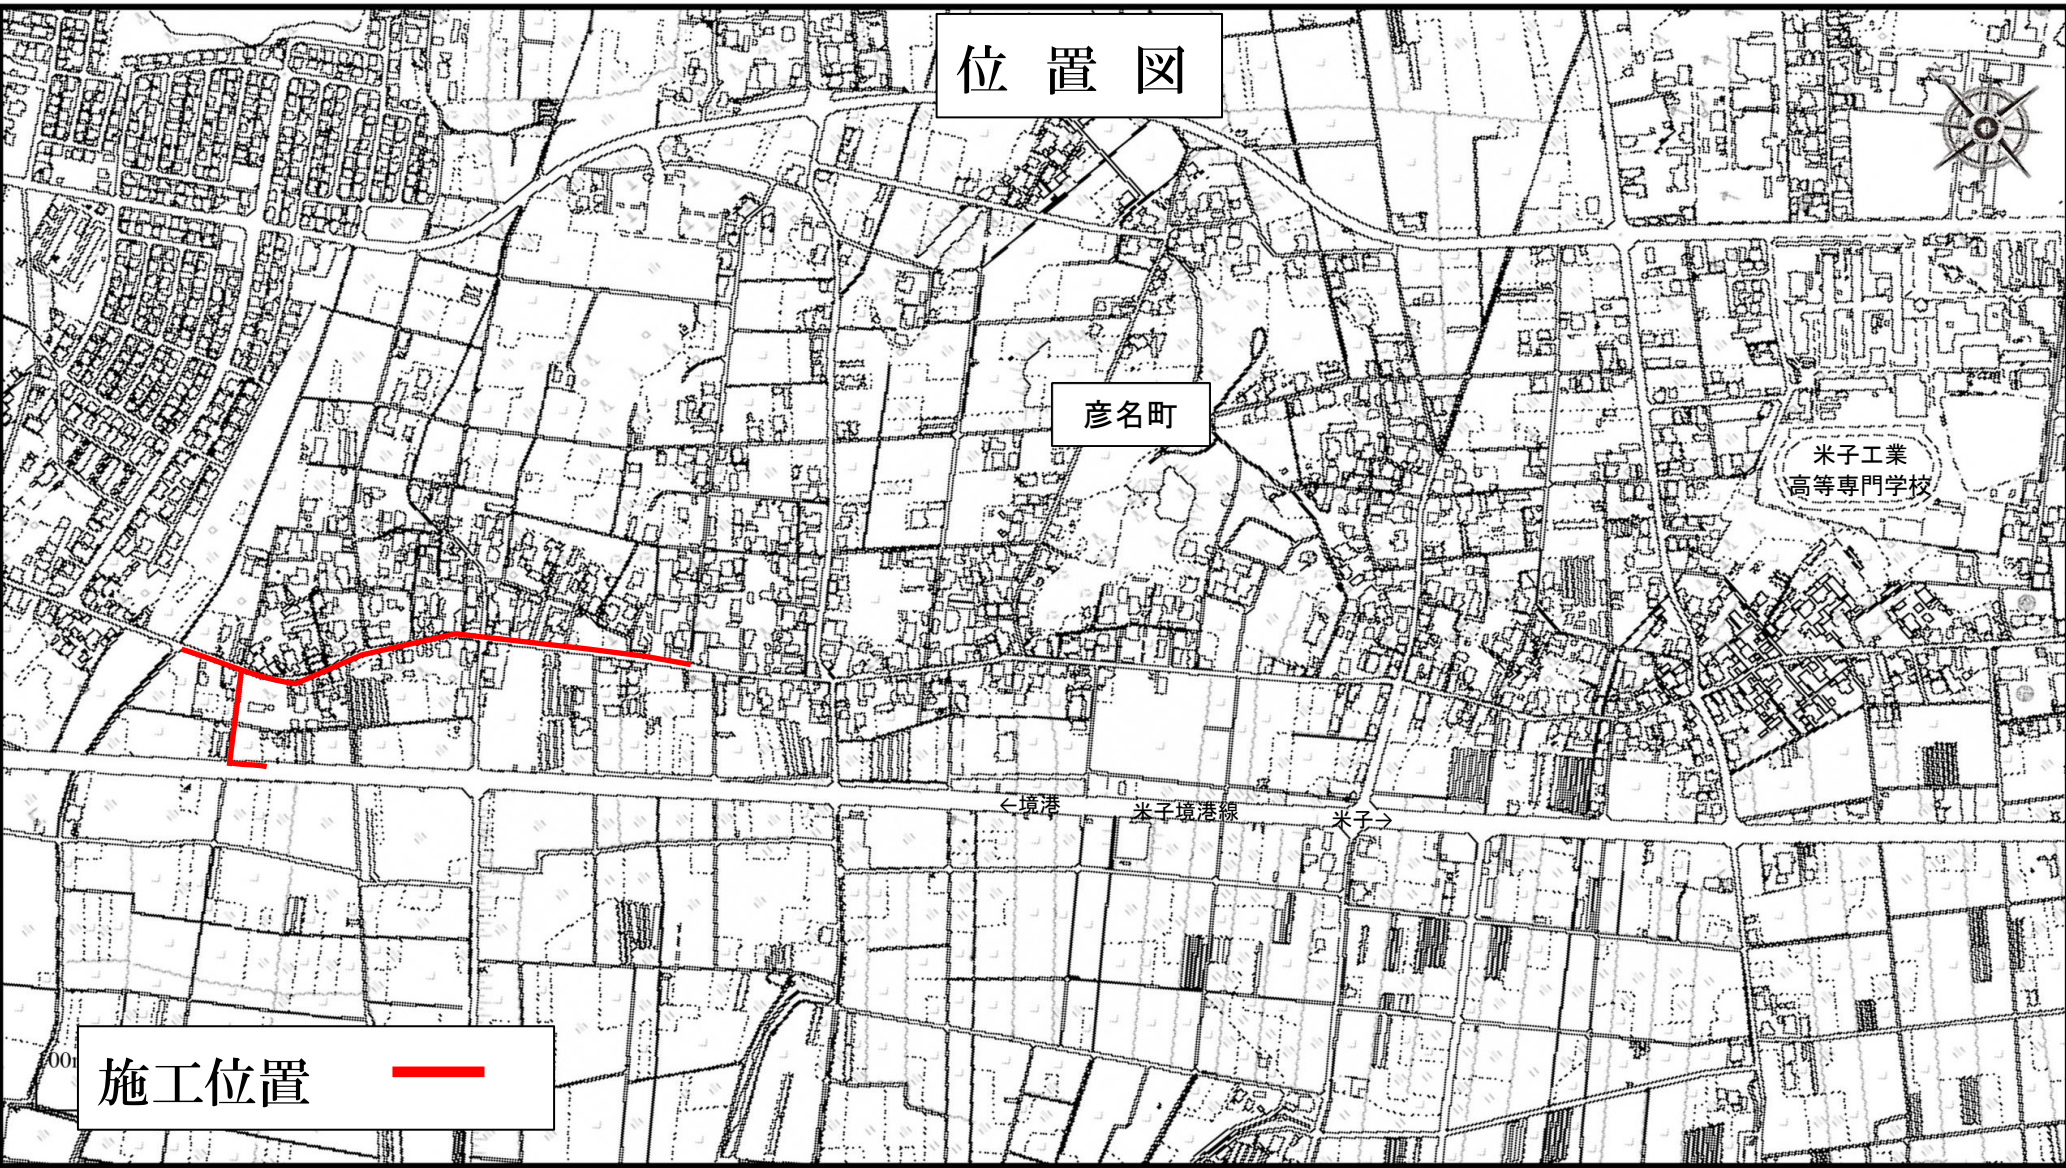 位置図
彦名町
米子工業
高等専門学校
←境港
米子境港線
米子→
施工位置